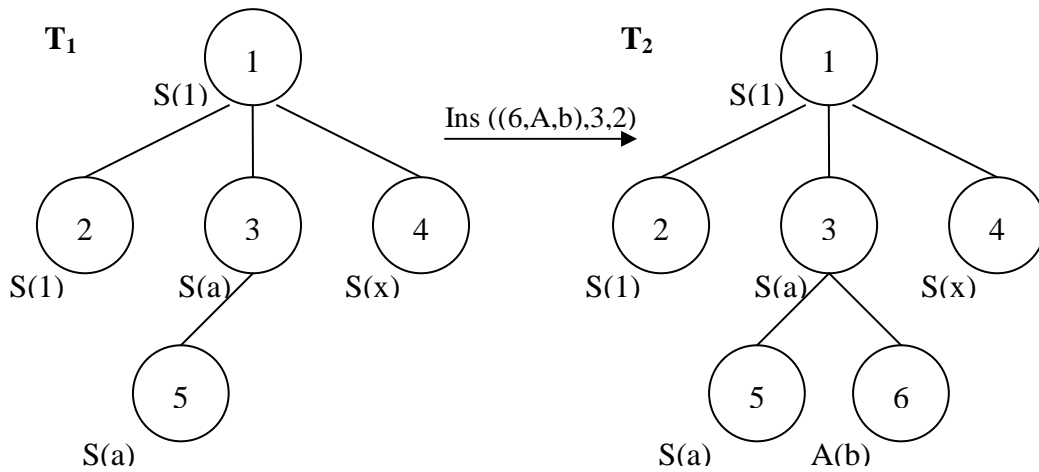 T1
1
S(1)
2
3
4
S(1)
S(a)
S(x)
5
S(a)
Ins ((6,A,b),3,2)
T2
1
S(1)
2
3
4
S(1)
S(a)
S(x)
5
6
S(a)
A(b)